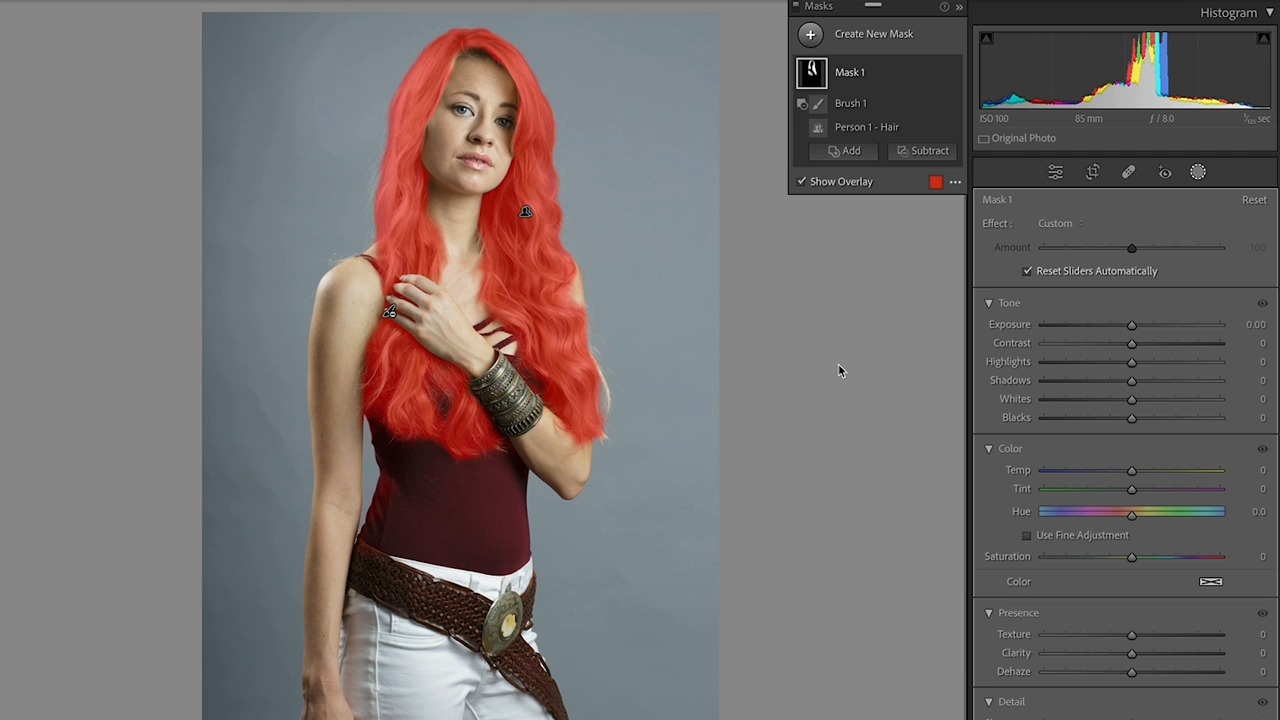 Masks
Create New Mask
Mask 1
Brush 1
Person 1 - Hair
Add Subtract
Show Overlay
Histogram
ISO 100 85 mm ƒ / 8.0 sec
Original Photo
Mask 1 Reset
Effect : Custom
Amount 100
Reset Sliders Automatically
Tone
Exposure 0.00
Contrast 0
Highlights 0
Shadows 0
Whites 0
Blacks 0
Color
Temp 0
Tint 0
Hue 0.0
Use Fine Adjustment
Saturation 0
Color
Presence
Texture 0
Clarity 0
Dehaze 0
Detail